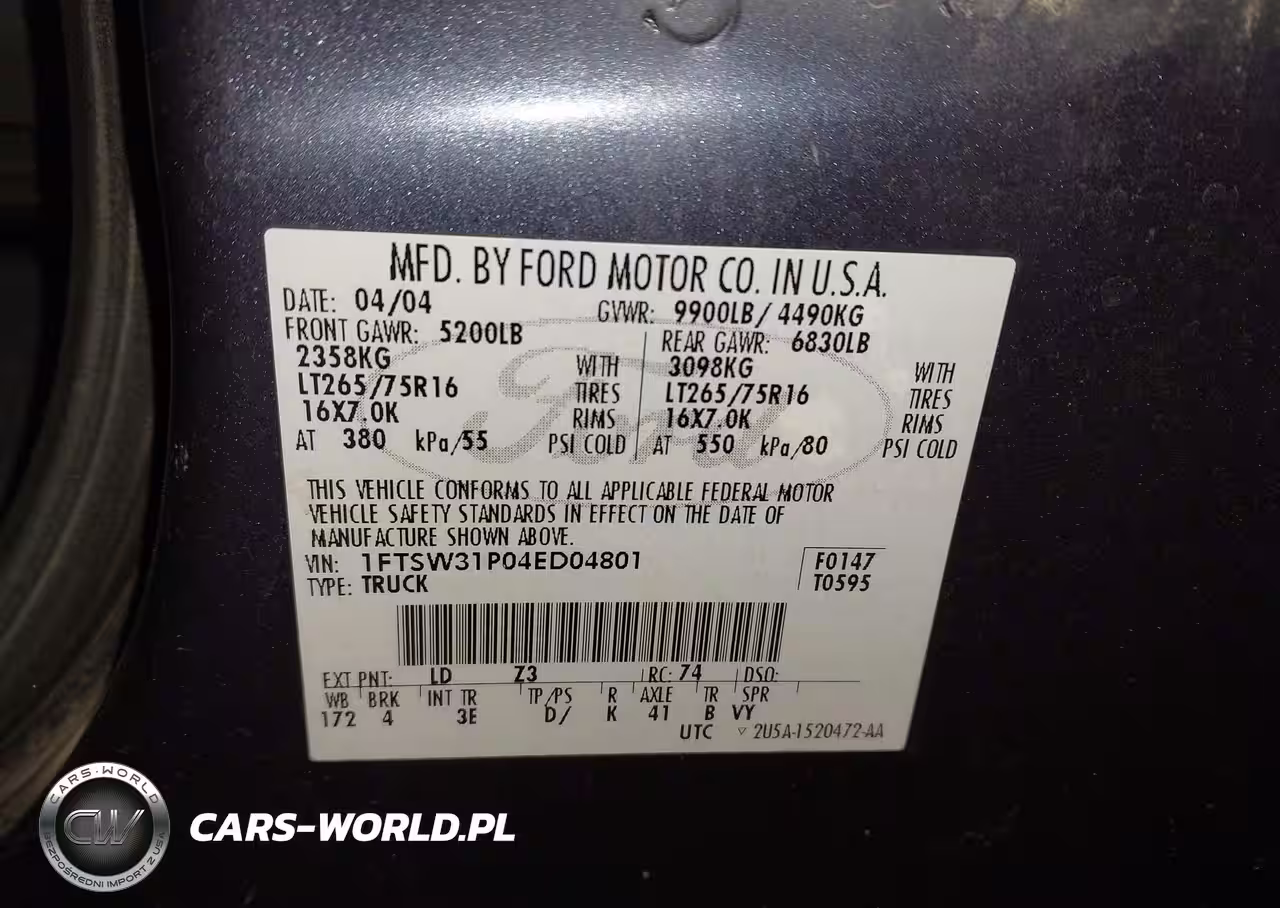 MFD. BY FORD MOTOR CO. IN U.S.A.
DATE: 04/04 GVWR: 9900LB/4490KG
FRONT GAWR: 5200LB REAR GAWR: 6830LB
2358KG WITH 3098KG WITH
LT265/75R16 TIRES LT265/75R16 TIRES
16X7.0K RIMS 16X7.0K RIMS
AT 380 kPa/55 PSI COLD AT 550 kPa/80 PSI COLD
Ford
THIS VEHICLE CONFORMS TO ALL APPLICABLE FEDERAL MOTOR
VEHICLE SAFETY STANDARDS IN EFFECT ON THE DATE OF
MANUFACTURE SHOWN ABOVE.
VIN: 1FTSW31P04ED04801 F0147
TYPE: TRUCK T0595
EXT PNT: LD Z3 RC: 74 DSO:
WB BRK INT TR TP/PS R AXLE TR SPR
172 4 3E D/ K 41 B VY
UTC ▽ 2U5A-1520472-AA
CARS-WORLD
CW
BEZPOŚREDNI IMPORT Z USA
CARS-WORLD.PL